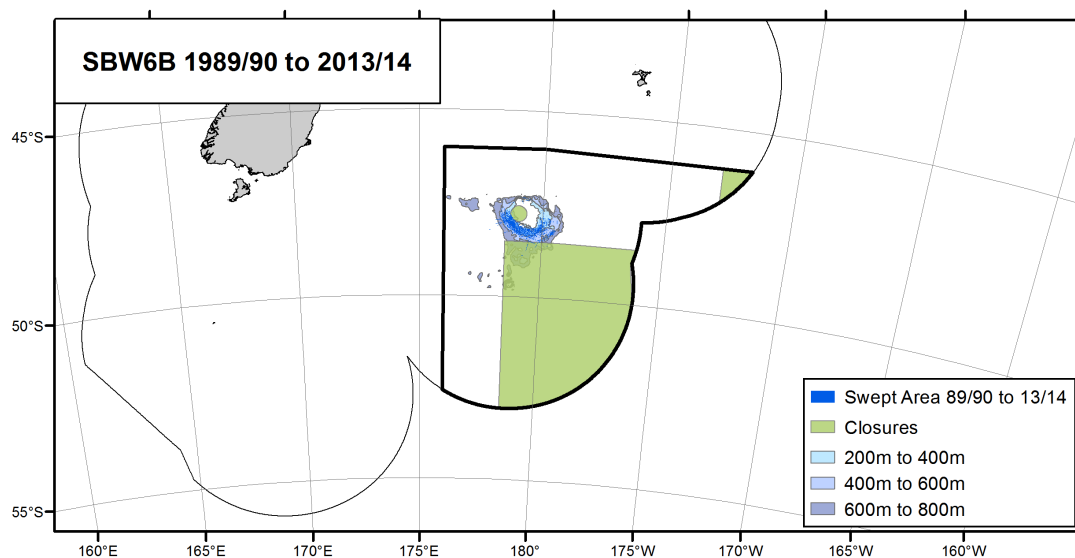 SBW6B 1989/90 to 2013/14
45°S
50°S
55°S
Swept Area 89/90 to 13/14
Closures
200m to 400m
400m to 600m
600m to 800m
160°E 165°E 170°E 175°E 180° 175°W 170°W 165°W 160°W